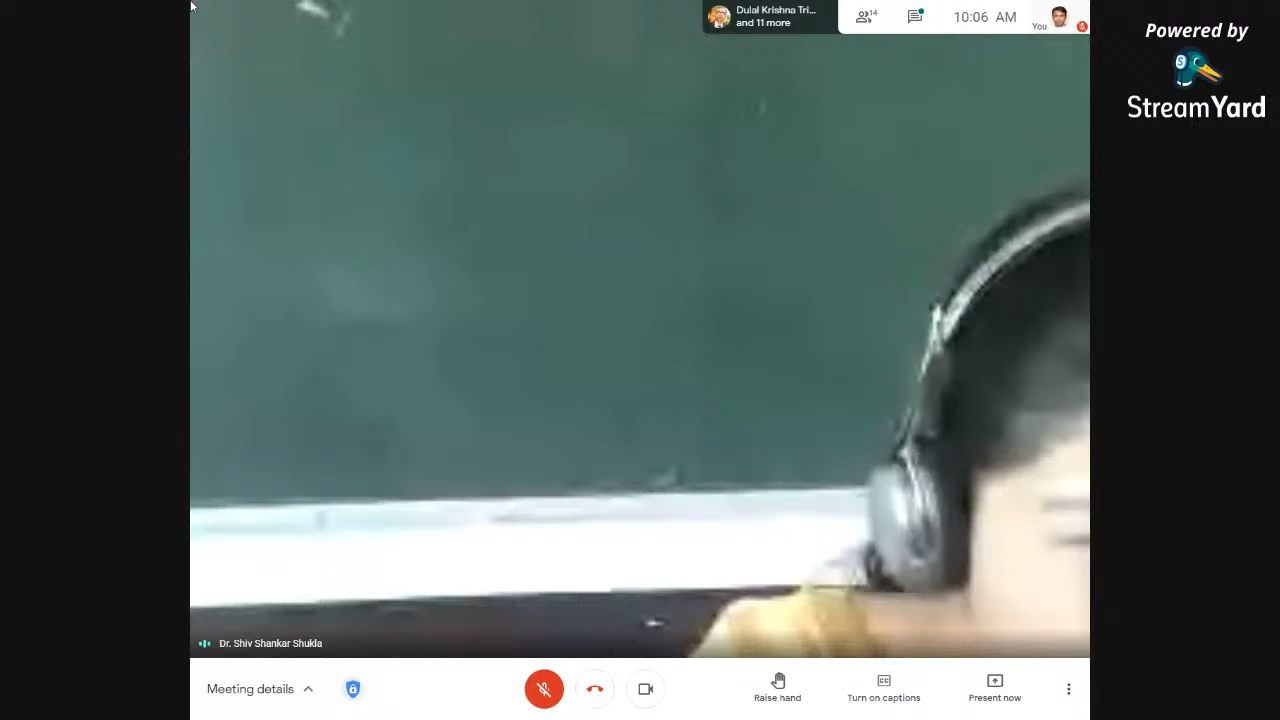 Dulal Krishna Tri...
and 11 more
14
10:06 AM
You
Powered by
StreamYard
Dr. Shiv Shankar Shukla
Meeting details
Raise hand
CC
Turn on captions
Present now